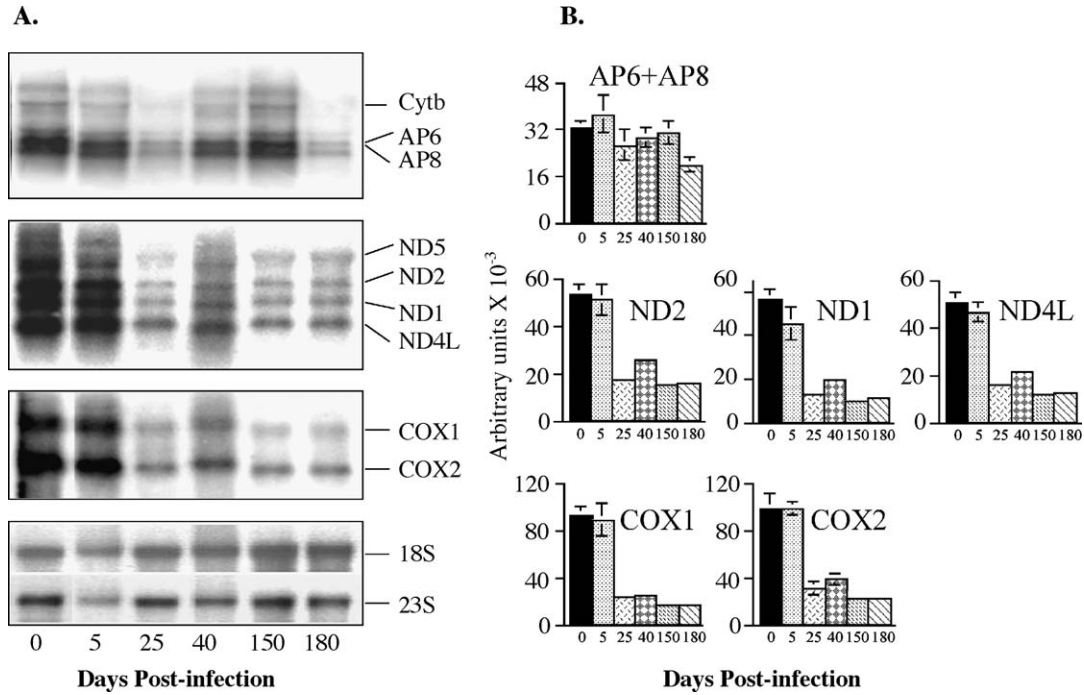 A.
Cytb
AP6
AP8
ND5
ND2
ND1
ND4L
COX1
COX2
18S
23S
0 5 25 40 150 180
Days Post-infection
B.
Arbitrary units X 10⁻³
AP6+AP8
48
32
16
0
0 5 25 40 150 180
ND2
60
40
20
0
0 5 25 40 150 180
ND1
60
40
20
0
0 5 25 40 150 180
ND4L
60
40
20
0
0 5 25 40 150 180
COX1
120
80
40
0
0 5 25 40 150 180
COX2
120
80
40
0
0 5 25 40 150 180
Days Post-infection